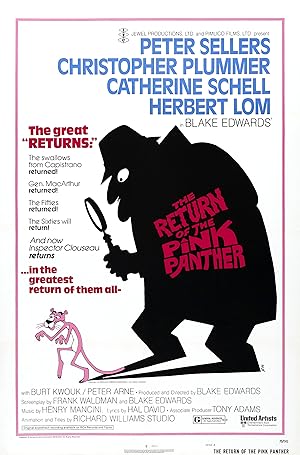 JEWEL PRODUCTIONS, LTD. and PIMLICO FILMS, LTD. present
PETER SELLERS
CHRISTOPHER PLUMMER
CATHERINE SCHELL
HERBERT LOM
in BLAKE EDWARDS'
The great
"RETURNS:"
The swallows
from Capistrano
returned!
Gen. MacArthur
returned!
The Fifties
returned!
The Sixties will
return!
And now
Inspector Clouseau
returns
...in the
greatest
return of them all-
THE
RETURN
OF THE
PINK
PANTHER
with BURT KWOUK / PETER ARNE • Produced and Directed by BLAKE EDWARDS
Screenplay by FRANK WALDMAN and BLAKE EDWARDS
Music by HENRY MANCINI Lyrics by HAL DAVID • Associate Producer TONY ADAMS
Animation and Titles by RICHARD WILLIAMS STUDIO
G
United Artists
THE RETURN OF THE PINK PANTHER